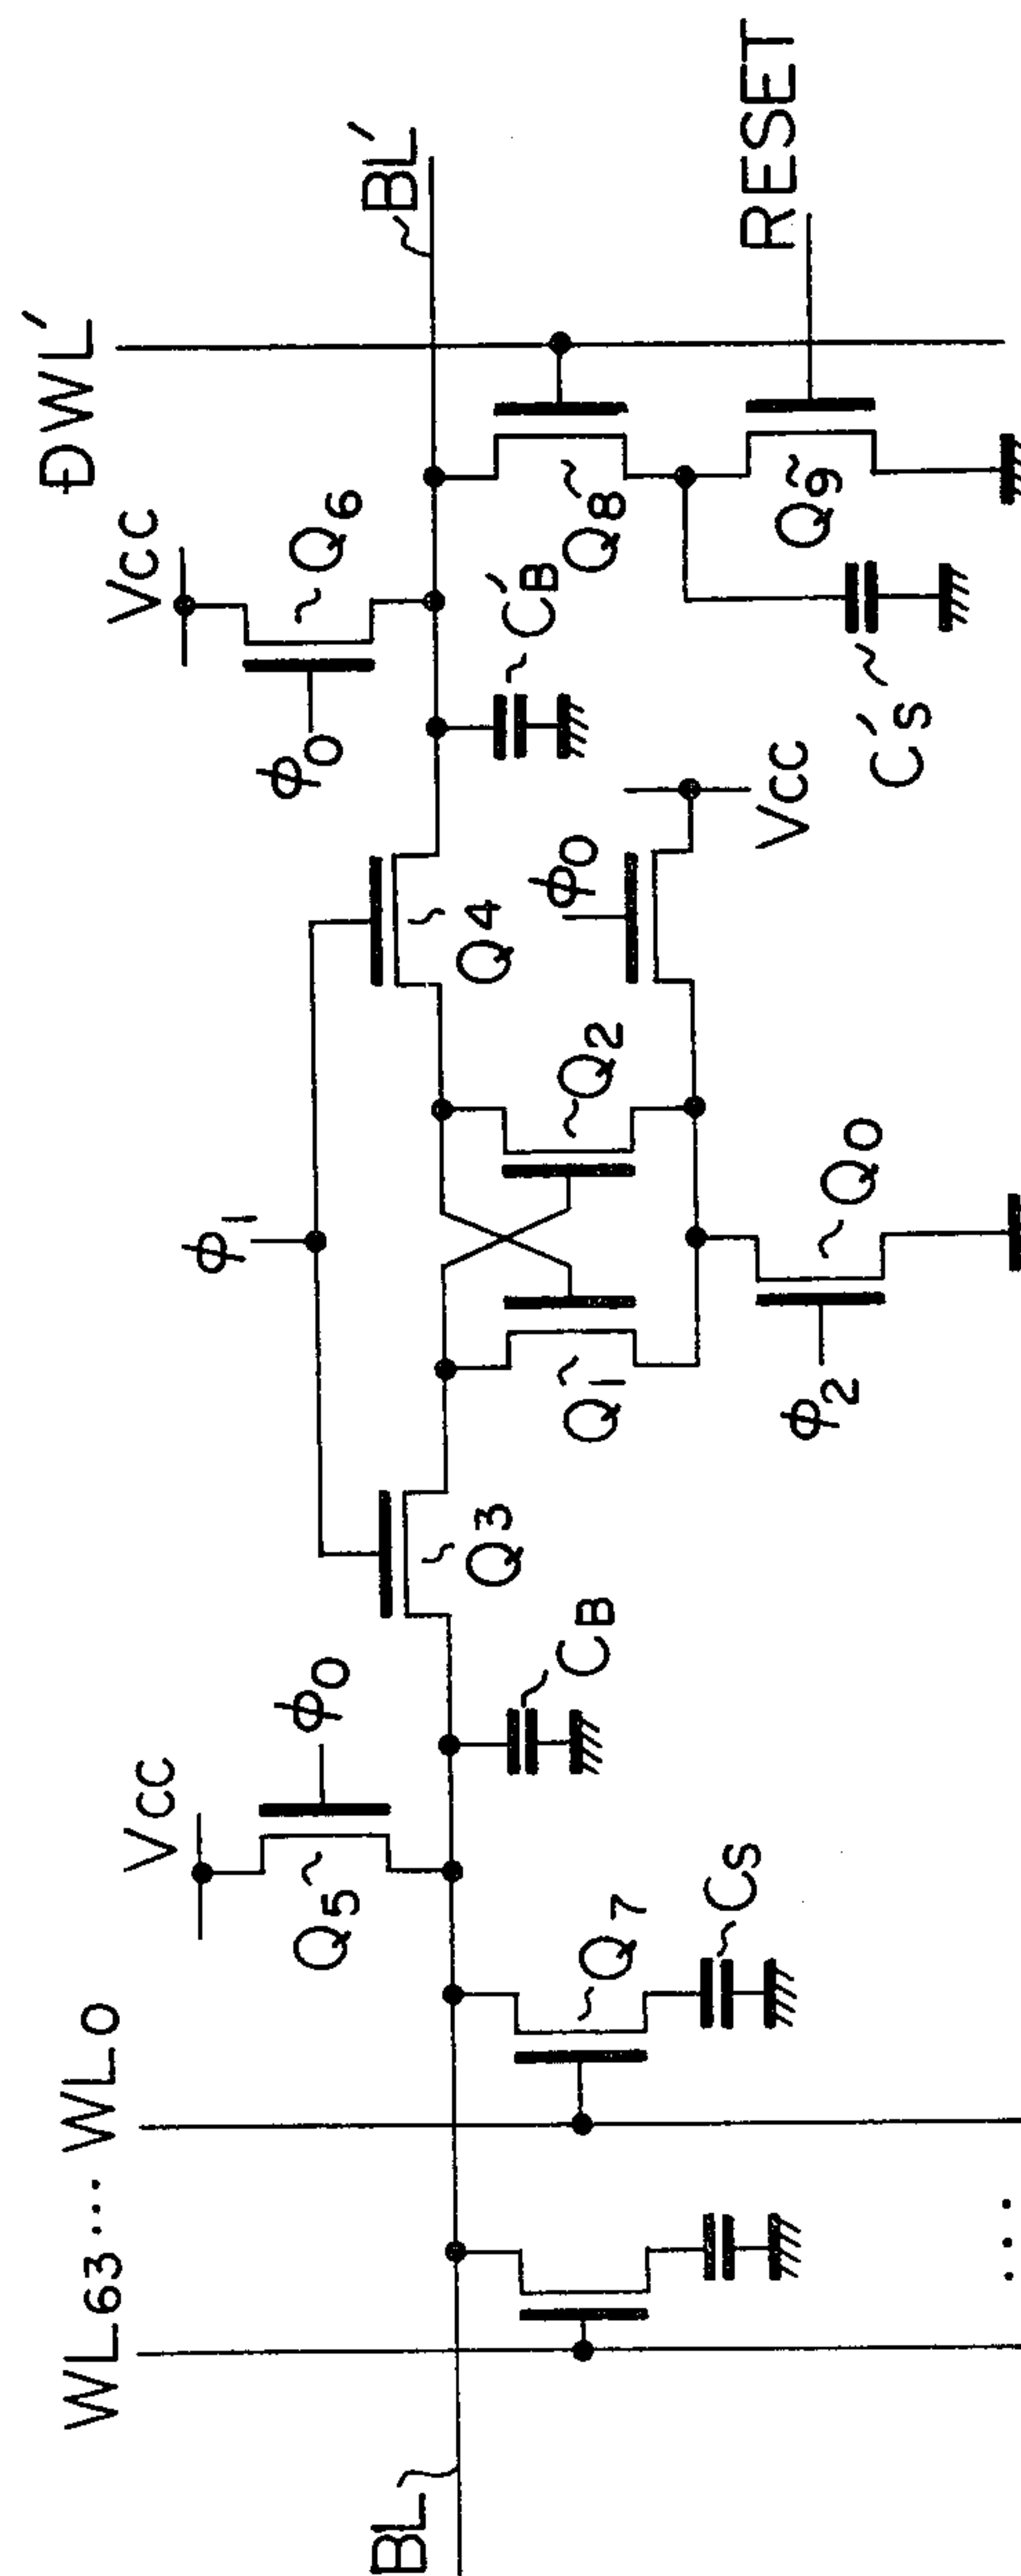 WL63 ... WL0
VCC
VCC
DWL'
φ0
Q5
φ1
φ0
Q6
BL'
BL
Q7
CS
CB
Q3
Q1
Q2
Q4
φ0
C'B
Q8
RESET
φ2
Q0
VCC
C'S
Q9